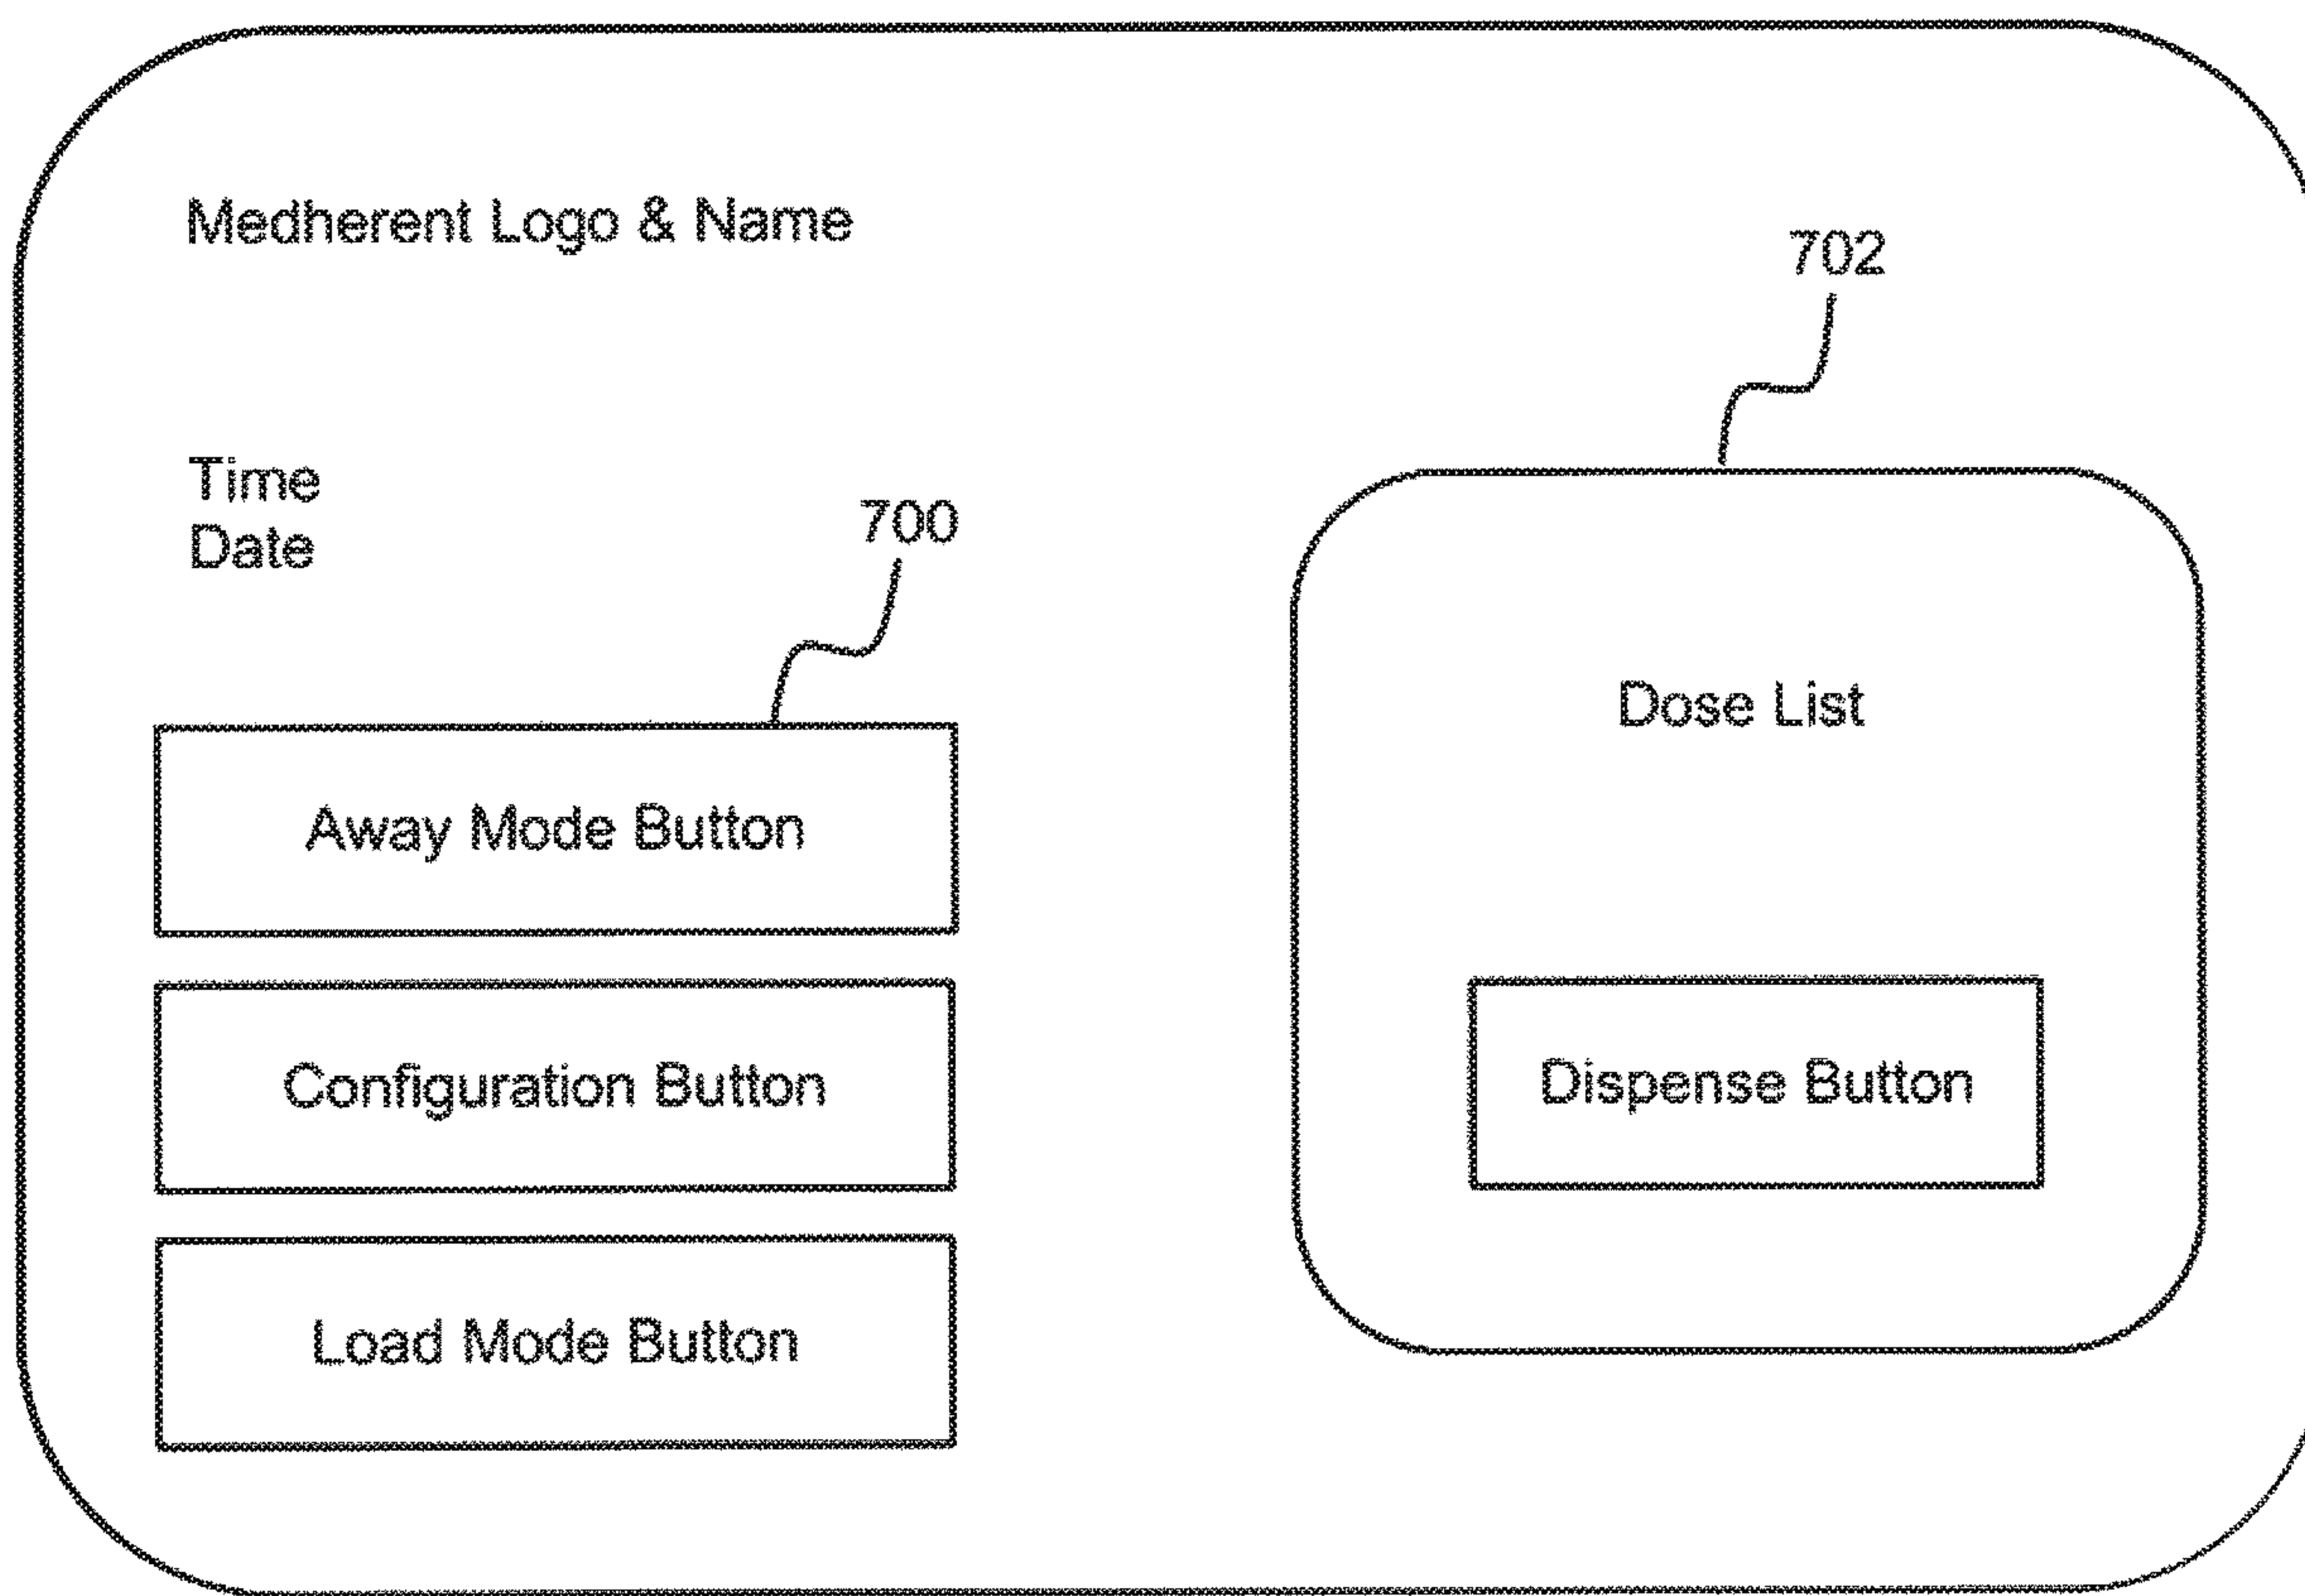 Medherent Logo & Name
702
Time
Date
700
Away Mode Button
Configuration Button
Load Mode Button
Dose List
Dispense Button